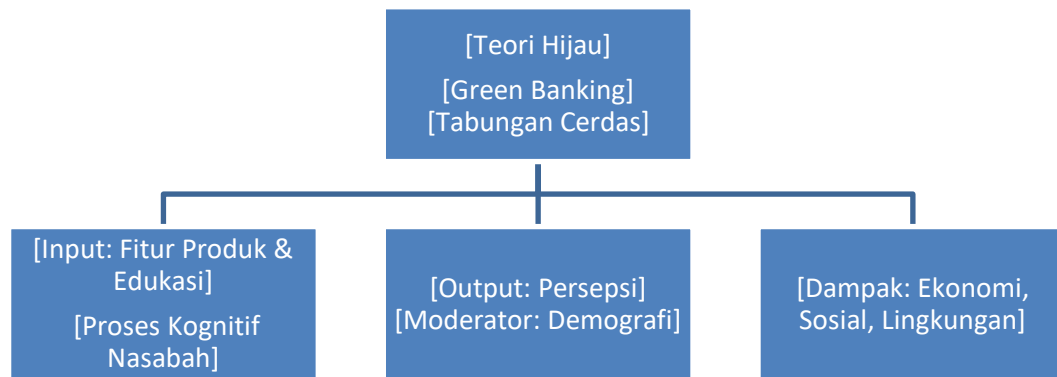 [Teori Hijau]
[Green Banking]
[Tabungan Cerdas]
[Input: Fitur Produk &
Edukasi]
[Proses Kognitif
Nasabah]
[Output: Persepsi]
[Moderator: Demografi]
[Dampak: Ekonomi,
Sosial, Lingkungan]